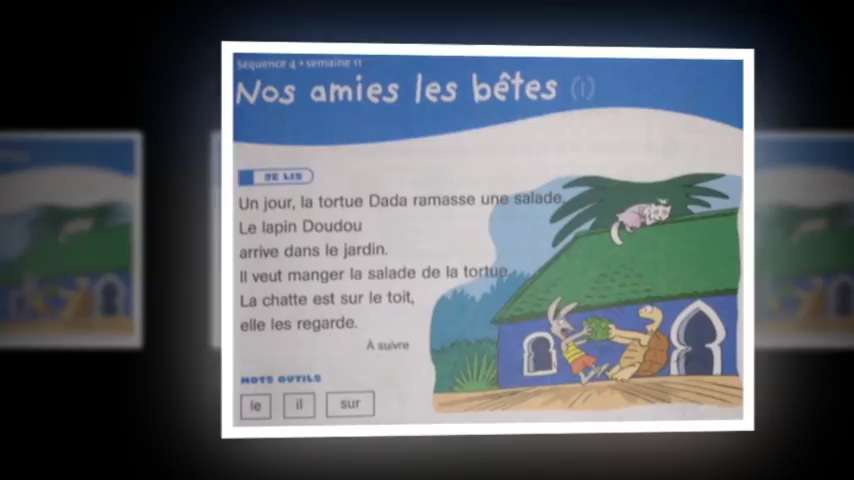 Séquence 4 • semaine 11
Nos amies les bêtes (1)
JE LIS
Un jour, la tortue Dada ramasse une salade.
Le lapin Doudou
arrive dans le jardin.
Il veut manger la salade de la tortue.
La chatte est sur le toit,
elle les regarde.
À suivre
MOTS OUTILS
le il sur